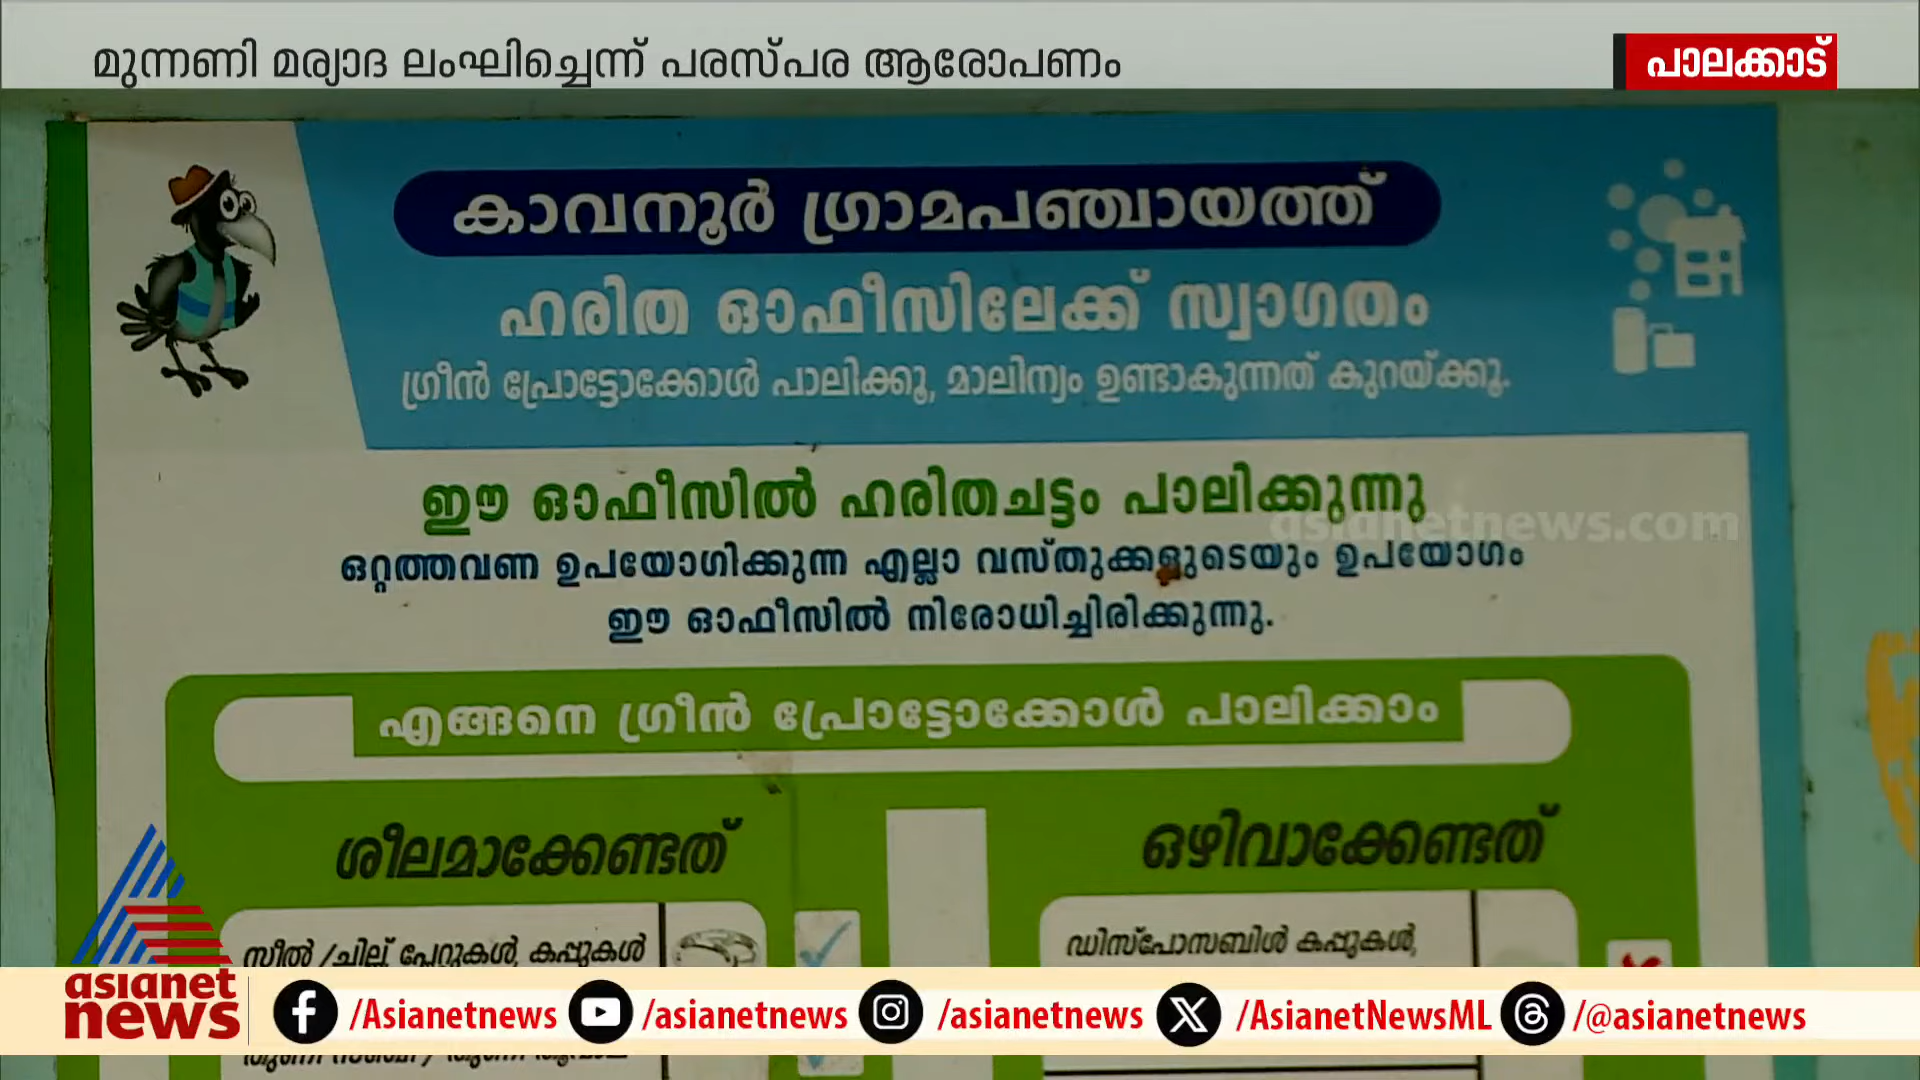 മുന്നണി മര്യാദ ലംഘിച്ചെന്ന് പരസ്പര ആരോപണം
പാലക്കാട്
കാവനൂർ ഗ്രാമപഞ്ചായത്ത്
ഹരിത ഓഫീസിലേക്ക് സ്വാഗതം
ഗ്രീൻ പ്രോട്ടോക്കോൾ പാലിക്കൂ, മാലിന്യം ഉണ്ടാകുന്നത് കുറയ്ക്കൂ.
ഈ ഓഫീസിൽ ഹരിതചട്ടം പാലിക്കുന്നു
asianetnews.com
ഒറ്റത്തവണ ഉപയോഗിക്കുന്ന എല്ലാ വസ്തുക്കളുടെയും ഉപയോഗം
ഈ ഓഫീസിൽ നിരോധിച്ചിരിക്കുന്നു.
എങ്ങനെ ഗ്രീൻ പ്രോട്ടോക്കോൾ പാലിക്കാം
ശീലമാക്കേണ്ടത്
ഒഴിവാക്കേണ്ടത്
സ്റ്റീൽ /ചില്ല് പ്ലേറ്റുകൾ, കപ്പുകൾ
ഡിസ്പോസബിൾ കപ്പുകൾ,
asianet
news
/Asianetnews
/asianetnews
/asianetnews
/AsianetNewsML
/@asianetnews